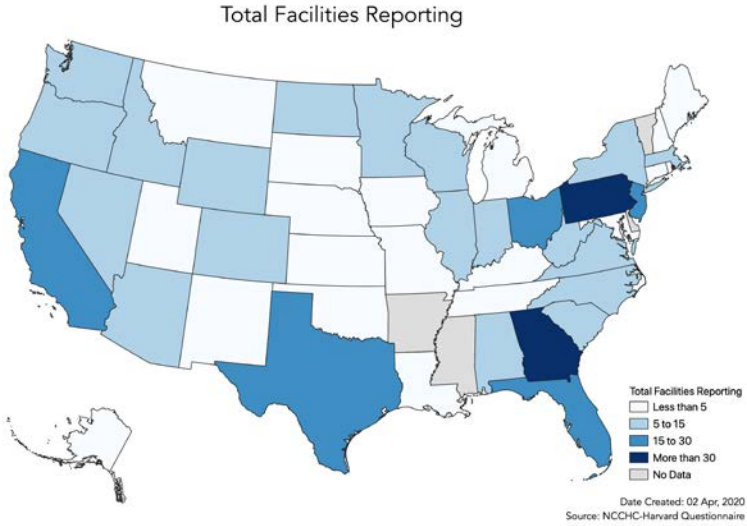 Total Facilities Reporting
Total Facilities Reporting
Less than 5
5 to 15
15 to 30
More than 30
No Data
Date Created: 02 Apr, 2020
Source: NCCHC-Harvard Questionnaire